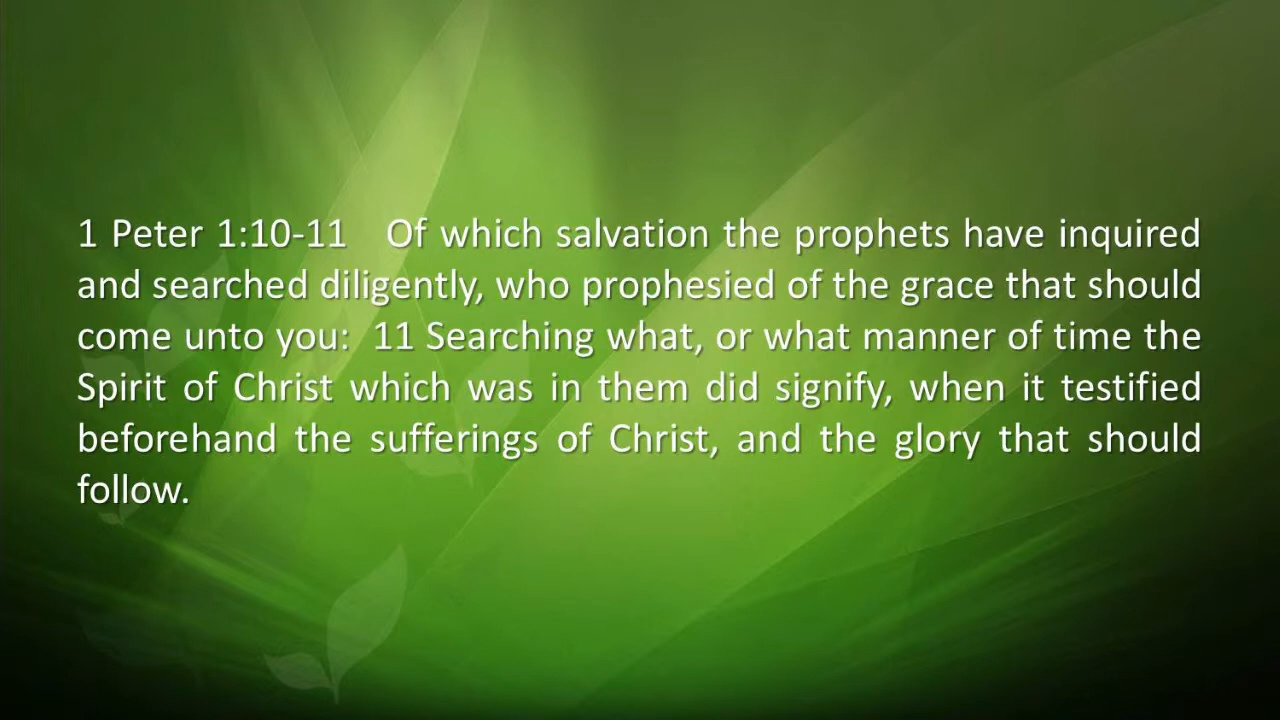 1 Peter 1:10-11 Of which salvation the prophets have inquired
and searched diligently, who prophesied of the grace that should
come unto you: 11 Searching what, or what manner of time the
Spirit of Christ which was in them did signify, when it testified
beforehand the sufferings of Christ, and the glory that should
follow.